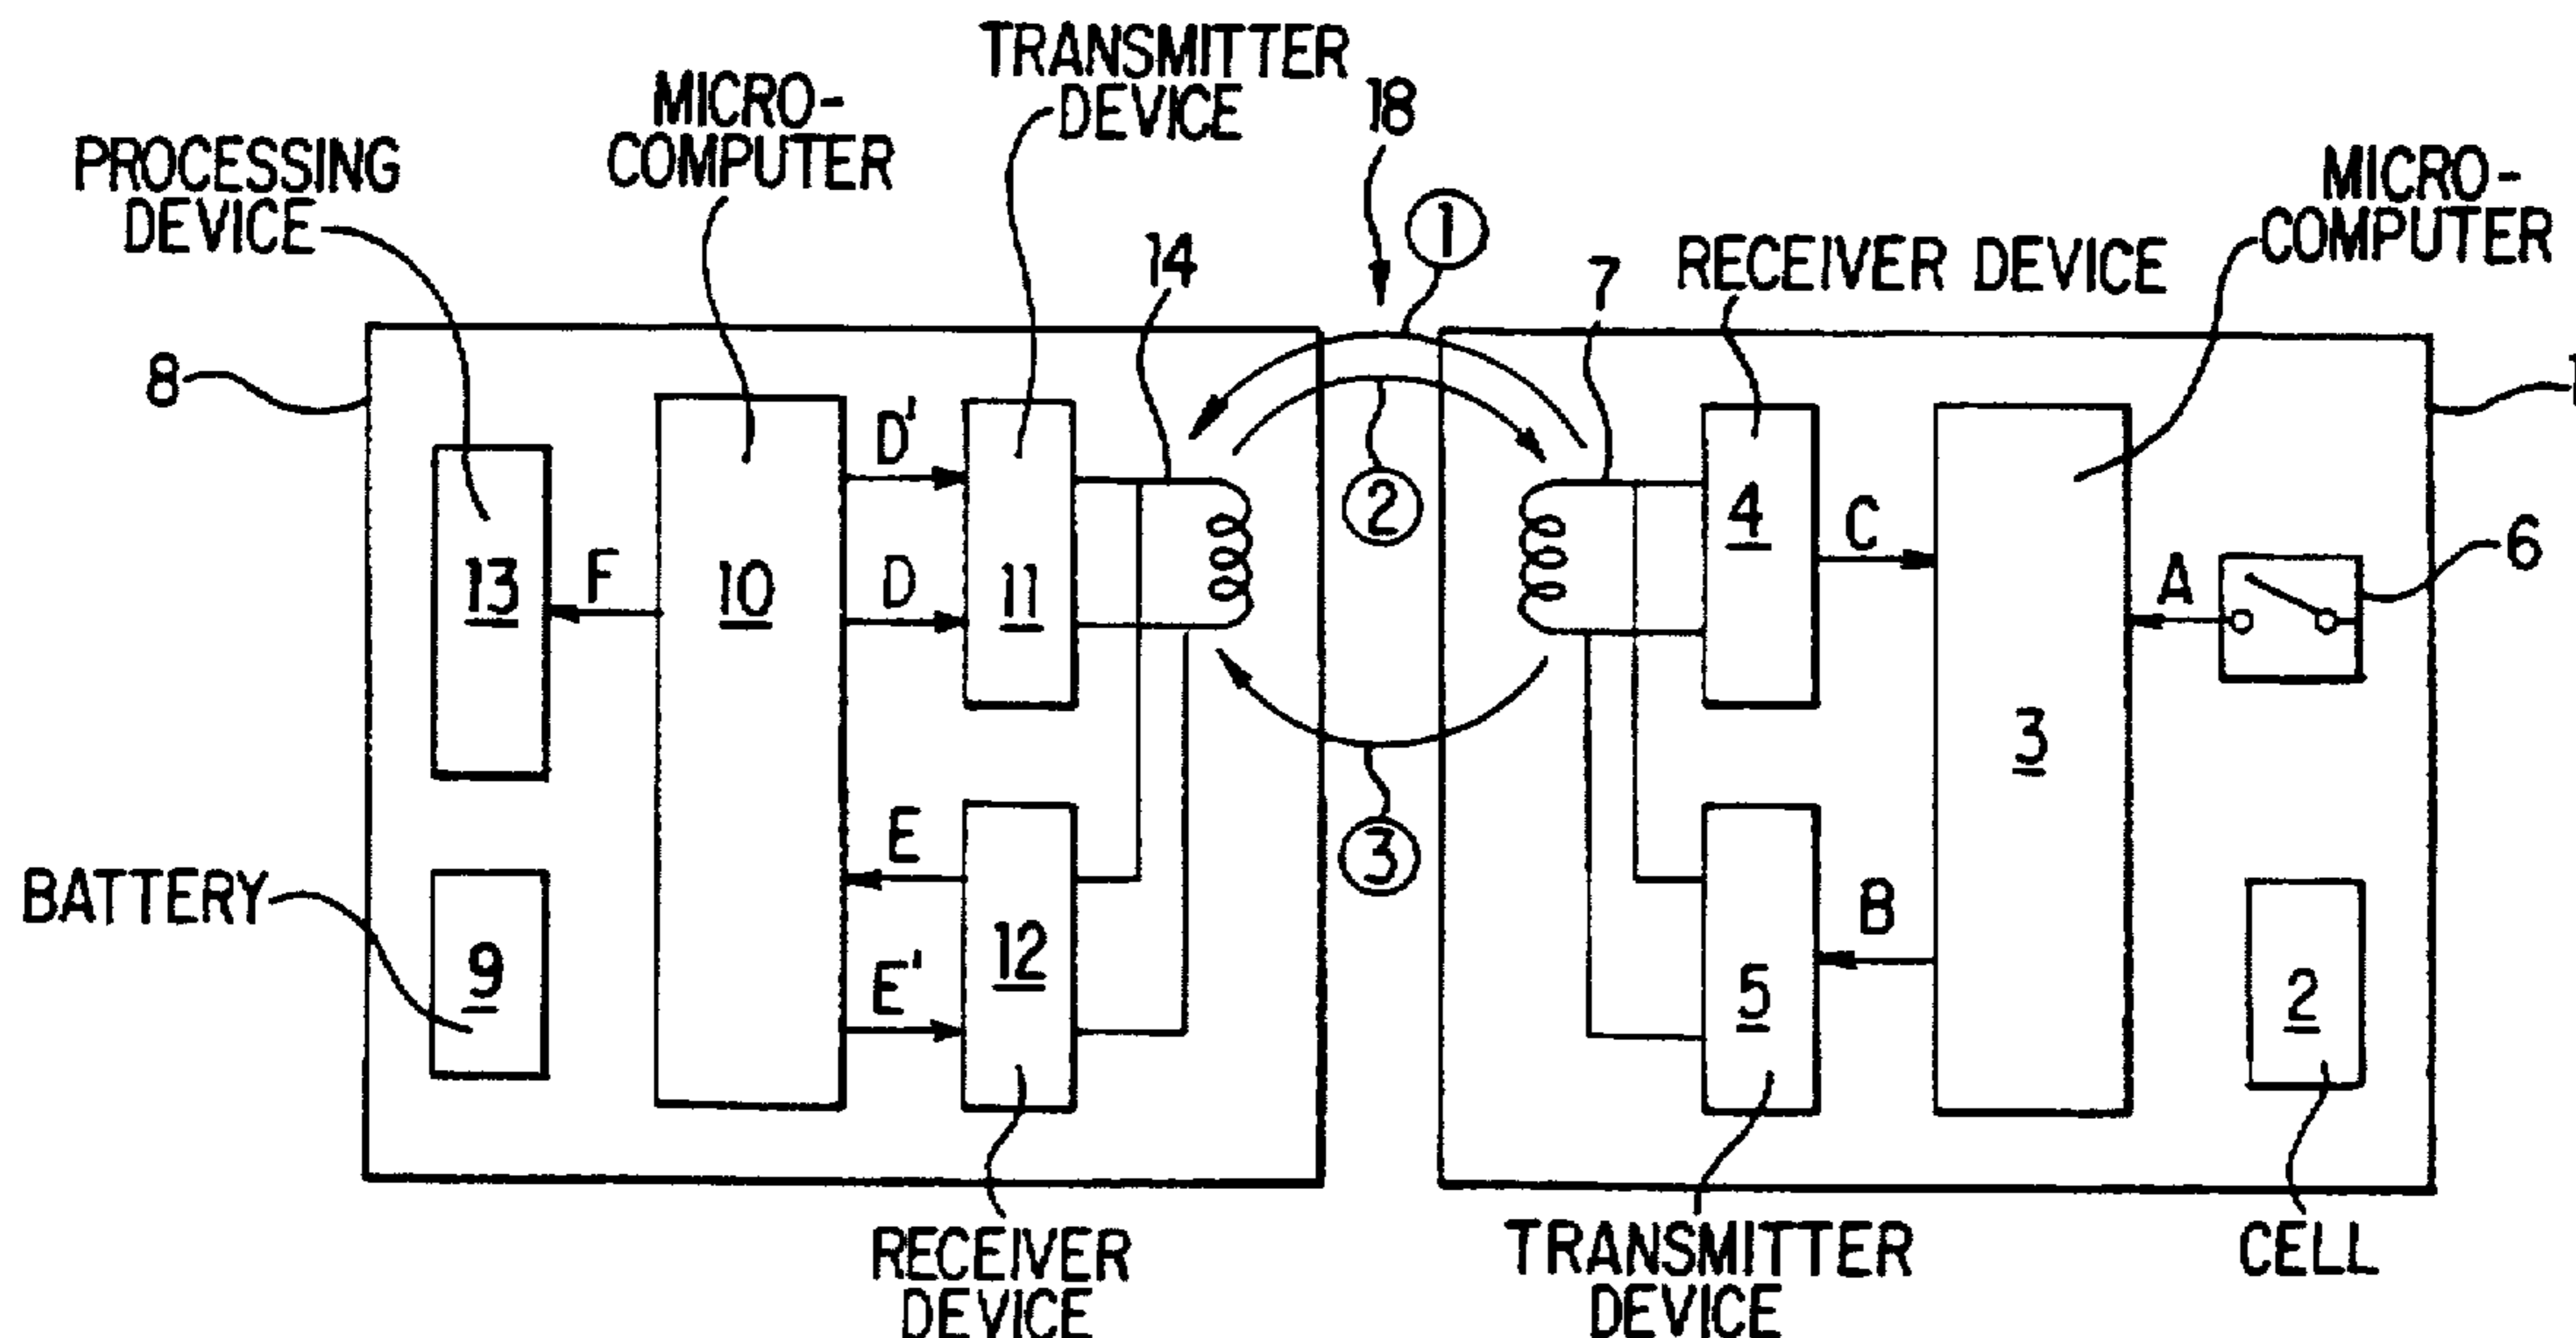 TRANSMITTER
DEVICE
MICRO-
COMPUTER
18
PROCESSING
DEVICE
MICRO-
COMPUTER
1
14
7
RECEIVER DEVICE
8
1
D'
2
4
C
6
A
13
F
10
D
11
3
E
3
B
BATTERY
9
12
E'
5
2
RECEIVER
DEVICE
TRANSMITTER
DEVICE
CELL